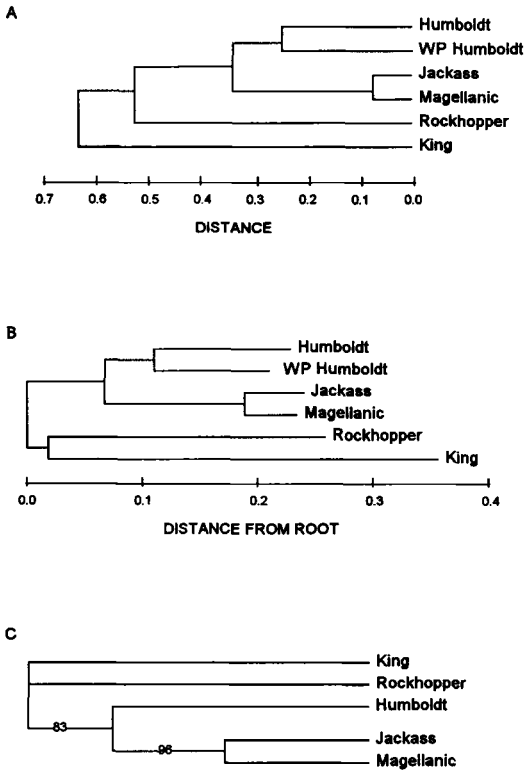 A
Humboldt
WP Humboldt
Jackass
Magellanic
Rockhopper
King
0.7 0.6 0.5 0.4 0.3 0.2 0.1 0.0
DISTANCE
B
Humboldt
WP Humboldt
Jackass
Magellanic
Rockhopper
King
0.0 0.1 0.2 0.3 0.4
DISTANCE FROM ROOT
C
King
Rockhopper
Humboldt
83
Jackass
96
Magellanic